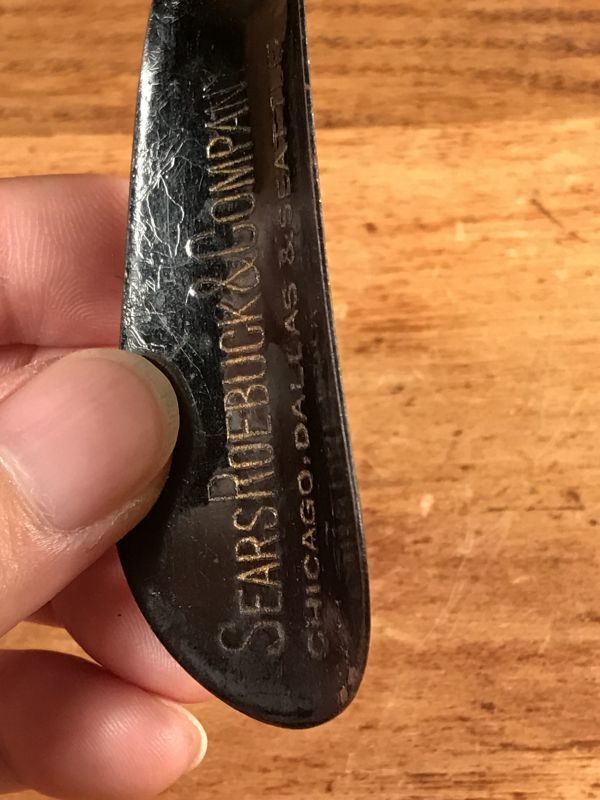 SEARS ROEBUCK & COMPANY
CHICAGO, DALLAS & SEATTLE